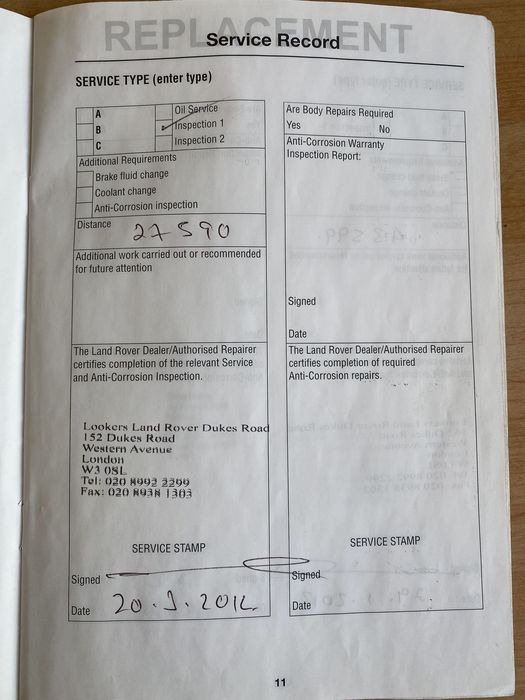 REPLACEMENT
Service Record
SERVICE TYPE (enter type)
A
B
C
Oil Service
Inspection 1
Inspection 2
Additional Requirements
Brake fluid change
Coolant change
Anti-Corrosion inspection
Distance
27590
Additional work carried out or recommended
for future attention
The Land Rover Dealer/Authorised Repairer
certifies completion of the relevant Service
and Anti-Corrosion Inspection.
Lookers Land Rover Dukes Road
152 Dukes Road
Western Avenue
London
W3 0SL
Tel: 020 8992 2299
Fax: 020 8938 1303
SERVICE STAMP
Signed
Date
Are Body Repairs Required
Yes No
Anti-Corrosion Warranty
Inspection Report:
Signed
Date
The Land Rover Dealer/Authorised Repairer
certifies completion of required
Anti-Corrosion repairs.
SERVICE STAMP
Signed
Date
11